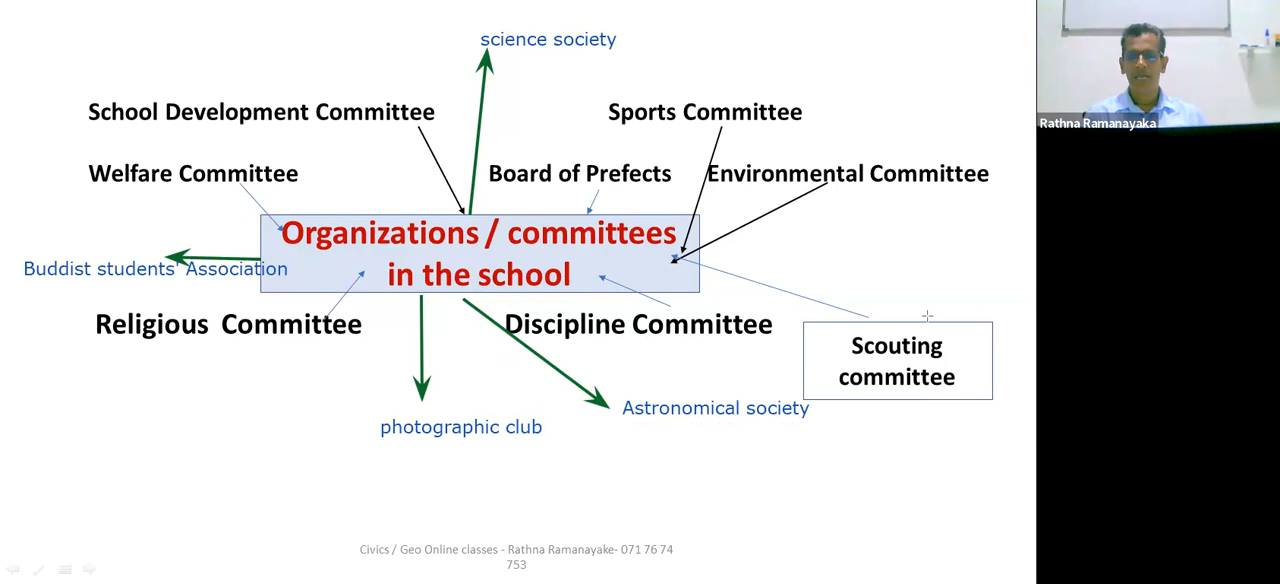 science society
School Development Committee
Sports Committee
Welfare Committee
Board of Prefects
Environmental Committee
Organizations / committees
in the school
Buddist students' Association
Religious Committee
Discipline Committee
Scouting
committee
Astronomical society
photographic club
Civics / Geo Online classes - Rathna Ramanayake- 071 76 74
753
Rathna Ramanayaka